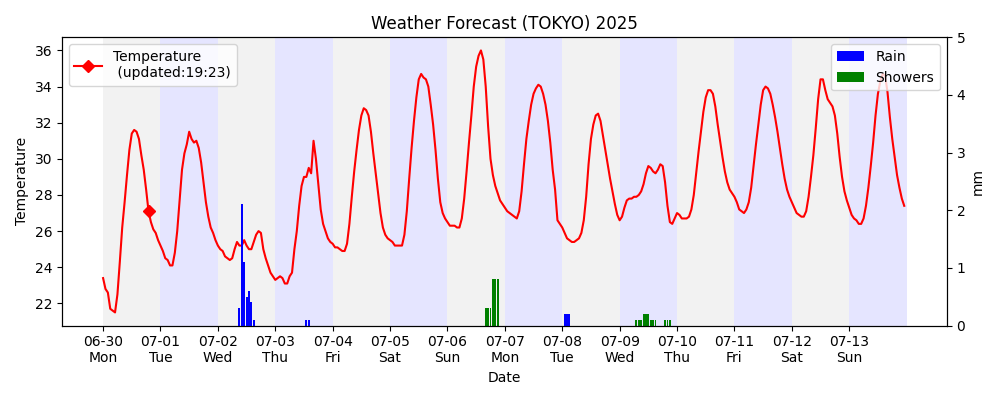 Weather Forecast (TOKYO) 2025
Temperature
(updated:19:23)
Rain
Showers
Temperature
36
34
32
30
28
26
24
22
5
4
3
2
1
0
mm
06-30 07-01 07-02 07-03 07-04 07-05 07-06 07-07 07-08 07-09 07-10 07-11 07-12 07-13
Mon Tue Wed Thu Fri Sat Sun Mon Tue Wed Thu Fri Sat Sun
Date